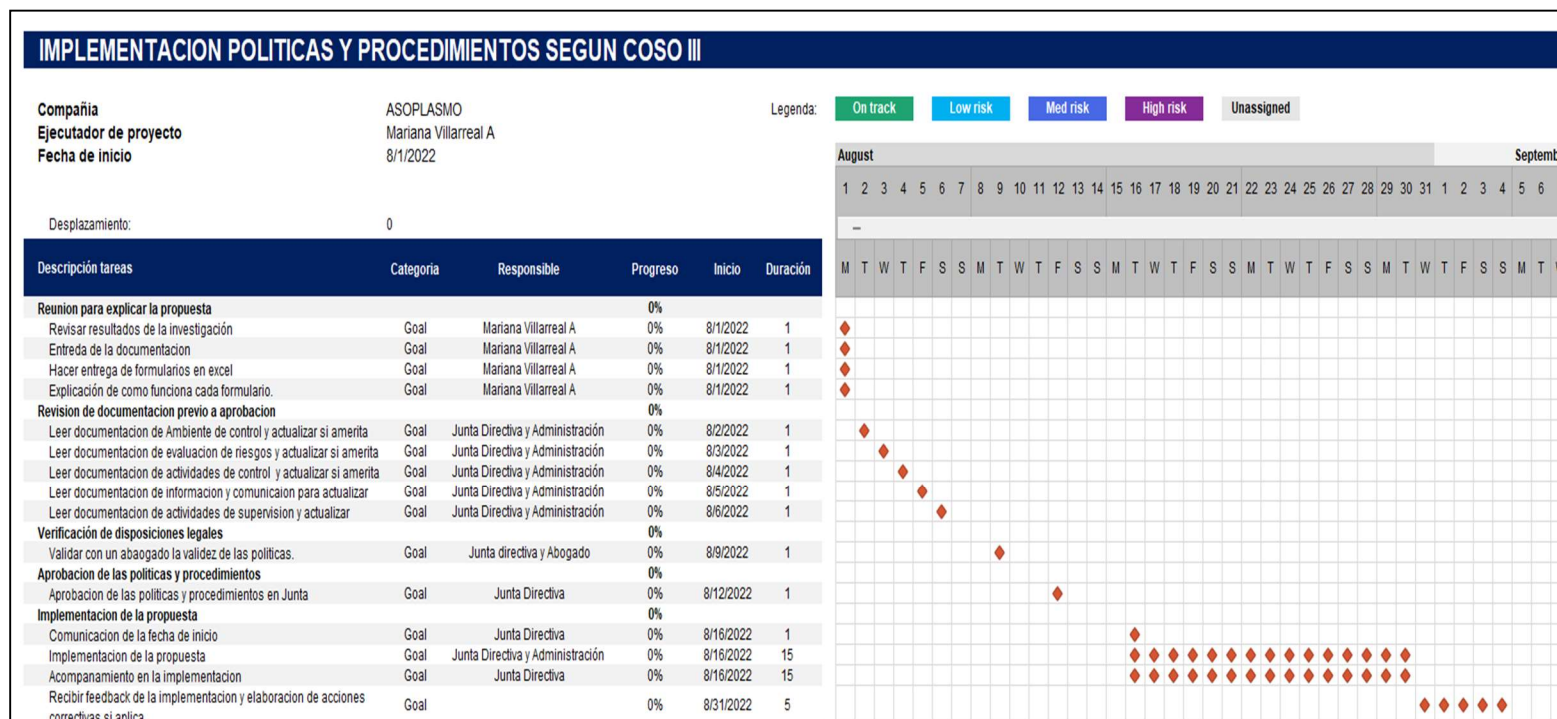 IMPLEMENTACION POLITICAS Y PROCEDIMIENTOS SEGUN COSO III
Compañia ASOPLASMO Legenda: On track Low risk Med risk High risk Unassigned
Ejecutador de proyecto Mariana Villarreal A
Fecha de inicio 8/1/2022
August Septemb
1 2 3 4 5 6 7 8 9 10 11 12 13 14 15 16 17 18 19 20 21 22 23 24 25 26 27 28 29 30 31 1 2 3 4 5 6
Desplazamiento: 0
Descripción tareas Categoria Responsible Progreso Inicio Duración M T W T F S S M T W T F S S M T W T F S S M T W T F S S M T W T F S S M T
Reunion para explicar la propuesta 0%
Revisar resultados de la investigación Goal Mariana Villarreal A 0% 8/1/2022 1
Entreda de la documentacion Goal Mariana Villarreal A 0% 8/1/2022 1
Hacer entrega de formularios en excel Goal Mariana Villarreal A 0% 8/1/2022 1
Explicación de como funciona cada formulario. Goal Mariana Villarreal A 0% 8/1/2022 1
Revision de documentacion previo a aprobacion 0%
Leer documentacion de Ambiente de control y actualizar si amerita Goal Junta Directiva y Administración 0% 8/2/2022 1
Leer documentacion de evaluacion de riesgos y actualizar si amerita Goal Junta Directiva y Administración 0% 8/3/2022 1
Leer documentacion de actividades de control y actualizar si amerita Goal Junta Directiva y Administración 0% 8/4/2022 1
Leer documentacion de informacion y comunicaion para actualizar Goal Junta Directiva y Administración 0% 8/5/2022 1
Leer documentacion de actividades de supervision y actualizar Goal Junta Directiva y Administración 0% 8/6/2022 1
Verificación de disposiciones legales 0%
Validar con un abaogado la validez de las politicas. Goal Junta directiva y Abogado 0% 8/9/2022 1
Aprobacion de las politicas y procedimientos 0%
Aprobacion de las politicas y procedimientos en Junta Goal Junta Directiva 0% 8/12/2022 1
Implementacion de la propuesta 0%
Comunicacion de la fecha de inicio Goal Junta Directiva 0% 8/16/2022 1
Implementacion de la propuesta Goal Junta Directiva y Administración 0% 8/16/2022 15
Acompanamiento en la implementacion Goal Junta Directiva 0% 8/16/2022 15
Recibir feedback de la implementacion y elaboracion de acciones Goal 0% 8/31/2022 5
correctivas si aplica